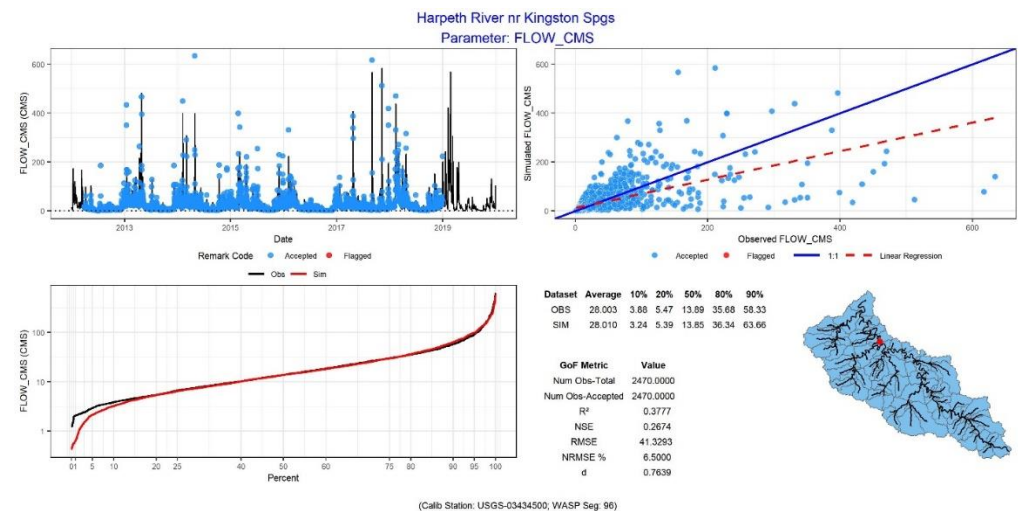 Harpeth River nr Kingston Spgs
Parameter: FLOW_CMS
FLOW_CMS (CMS)
600
400
200
0
2013
2015
2017
2019
Date
Remark Code Accepted Flagged
Simulated FLOW_CMS
600
400
200
0
0
200
400
600
Observed FLOW_CMS
Accepted Flagged 1:1 Linear Regression
Obs Sim
FLOW_CMS (CMS)
100
10
1
0 1 5 10 20 25 40 50 60 75 80 90 95 100
Percent
Dataset Average 10% 20% 50% 80% 90%
OBS 28.003 3.88 5.47 13.89 35.68 58.33
SIM 28.010 3.24 5.39 13.85 36.34 63.66
GoF Metric Value
Num Obs-Total 2470.0000
Num Obs-Accepted 2470.0000
R² 0.3777
NSE 0.2674
RMSE 41.3293
NRMSE % 6.5000
d 0.7639
(Calib Station: USGS-03434500; WASP Seg: 96)